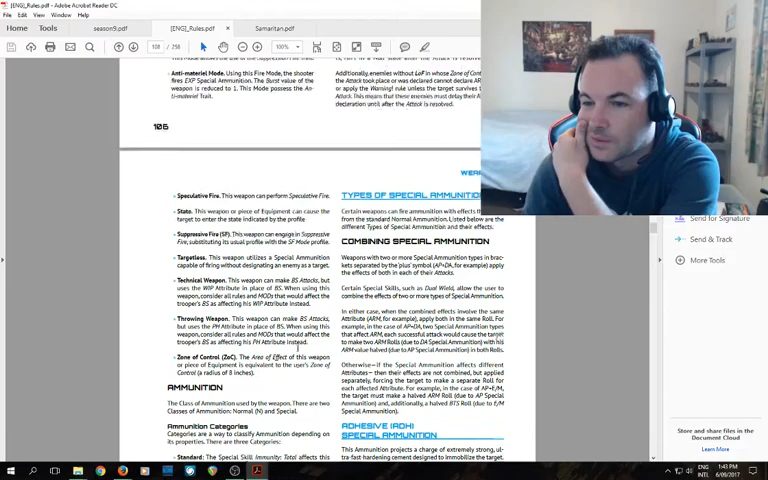 [ENG]_Rules.pdf - Adobe Acrobat Reader DC
File Edit View Window Help
Home Tools season9.pdf [ENG]_Rules.pdf × Samaritan.pdf
108 / 258 100%
Anti-materiel Mode. Using this Fire Mode, the shooter
fires EXP Special Ammunition. The Burst value of the
weapon is reduced to 1. This Mode possess the An-
ti-materiel Trait.
Additionally, enemies without LoF in whose Zone of Cont
the Attack took place or was declared cannot declare AR
or apply the Warning! rule unless the target survives t
Attack. This means that these enemies must delay their A
declaration until after the Attack is resolved.
106
WEAP
Speculative Fire. This weapon can perform Speculative Fire.
State. This weapon or piece of Equipment can cause the
target to enter the state indicated by the profile
Suppressive Fire (SF). This weapon can engage in Suppressive
Fire, substituting its usual profile with the SF Mode profile.
Targetless. This weapon utilizes a Special Ammunition
capable of firing without designating an enemy as a target.
Technical Weapon. This weapon can make BS Attacks, but
uses the WIP Attribute in place of BS. When using this
weapon, consider all rules and MODs that would affect the
trooper's BS as affecting his WIP Attribute instead.
Throwing Weapon. This weapon can make BS Attacks,
but uses the PH Attribute in place of BS. When using this
weapon, consider all rules and MODs that would affect the
trooper's BS as affecting his PH Attribute instead.
Zone of Control (ZoC). The Area of Effect of this weapon
or piece of Equipment is equivalent to the user's Zone of
Control (a radius of 8 inches).
AMMUNITION
The Class of Ammunition used by the weapon. There are two
Classes of Ammunition: Normal (N) and Special.
Ammunition Categories
Categories are a way to classify Ammunition depending on
its properties. There are three Categories:
Standard: The Special Skill Immunity: Total affects this
TYPES OF SPECIAL AMMUNITIO
Certain weapons can fire ammunition with effects th
from the standard Normal Ammunition. Listed below are the
different Types of Special Ammunition and their effects.
COMBINING SPECIAL AMMUNITION
Weapons with two or more Special Ammunition types in brac-
kets separated by the 'plus' symbol (AP+DA, for example) apply
the effects of both in each of their Attacks.
Certain Special Skills, such as Dual Wield, allow the user to
combine the effects of two or more types of Special Ammunition.
In either case, when the combined effects involve the same
Attribute (ARM, for example), apply both in the same Roll. For
example, in the case of AP+DA, two Special Ammunition types
that affect ARM, each successful attack would cause the target
to make two ARM Rolls (due to DA Special Ammunition) with his
ARM value halved (due to AP Special Ammunition) in both Rolls.
Otherwise—if the Special Ammunition affects different
Attributes— then their effects are not combined, but applied
separately, forcing the target to make a separate Roll for
each affected Attribute. For example, in the case of AP+E/M,
the target must make a halved ARM Roll (due to AP Special
Ammunition) and, additionally, a halved BTS Roll (due to E/M
Special Ammunition).
ADHESIVE (ADH)
SPECIAL AMMUNITION
This Ammunition projects a charge of extremely strong, ul-
tra fast-hardening cement designed to immobilize the target.
Send for Signature
Send & Track
More Tools
Store and share files in the
Document Cloud
Learn More
ENG
INTL
1:43 PM
6/09/2017